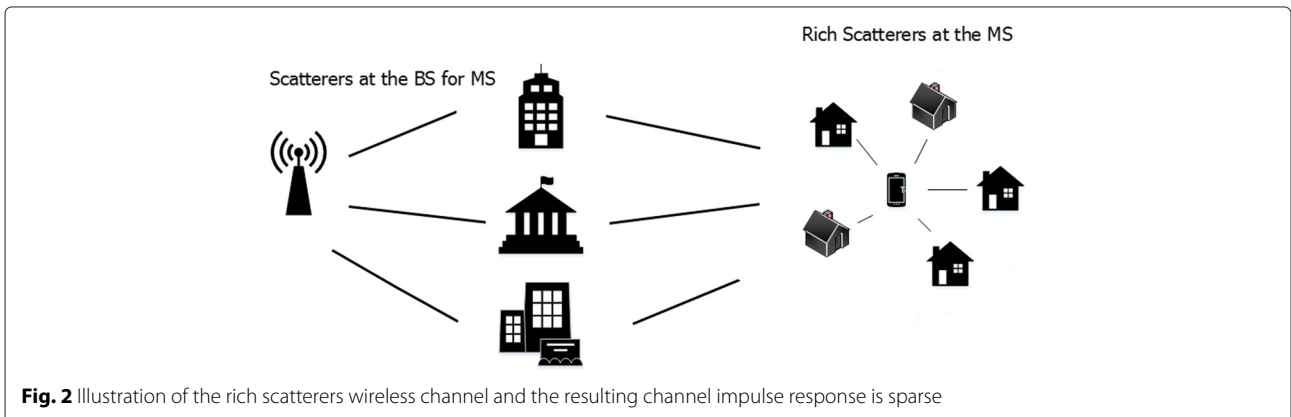 Rich Scatterers at the MS
Scatterers at the BS for MS
Fig. 2 Illustration of the rich scatterers wireless channel and the resulting channel impulse response is sparse